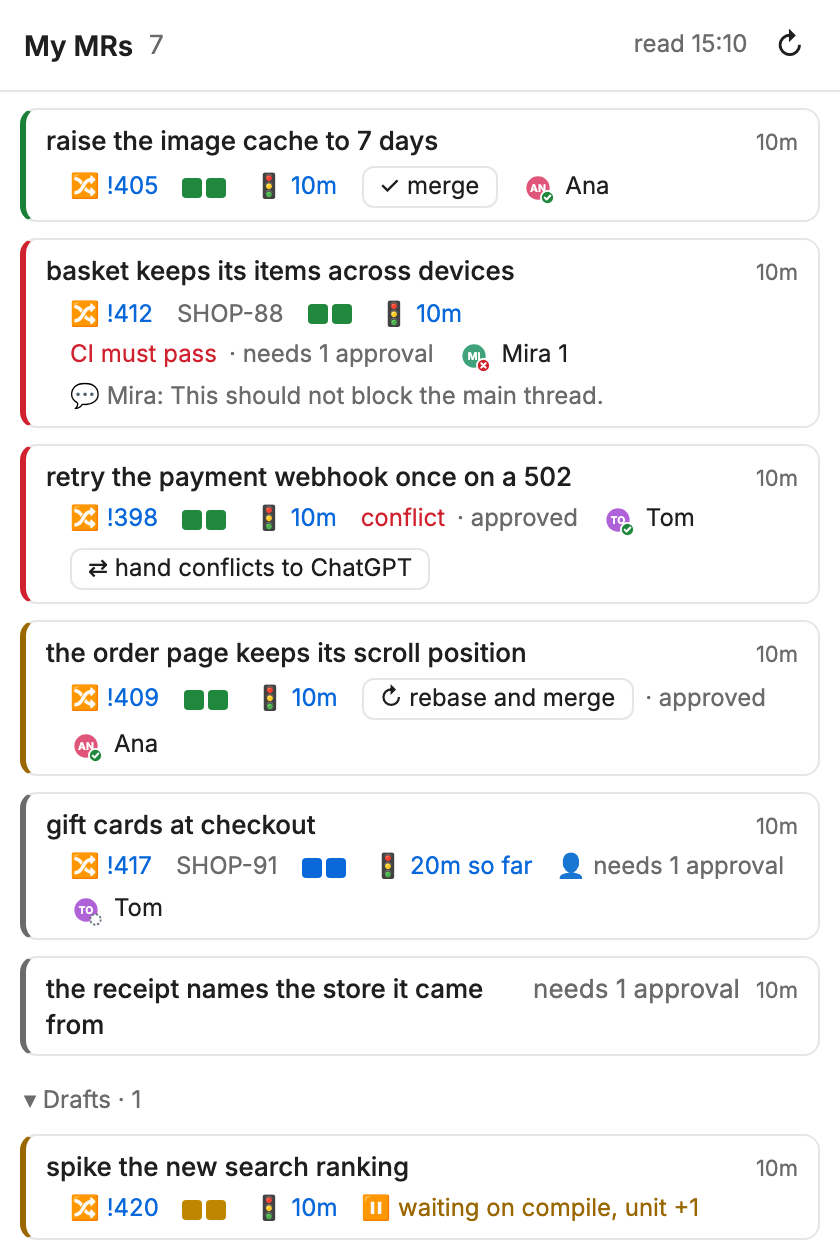 My MRs 7 read 15:10
raise the image cache to 7 days 10m
!405 10m ✓ merge AN Ana
basket keeps its items across devices 10m
!412 SHOP-88 10m
CI must pass · needs 1 approval MI Mira 1
Mira: This should not block the main thread.
retry the payment webhook once on a 502 10m
!398 10m conflict · approved TO Tom
⇄ hand conflicts to ChatGPT
the order page keeps its scroll position 10m
!409 10m ↻ rebase and merge · approved
AN Ana
gift cards at checkout 10m
!417 SHOP-91 20m so far needs 1 approval
TO Tom
the receipt names the store it came needs 1 approval 10m
from
▾ Drafts · 1
spike the new search ranking 10m
!420 10m waiting on compile, unit +1